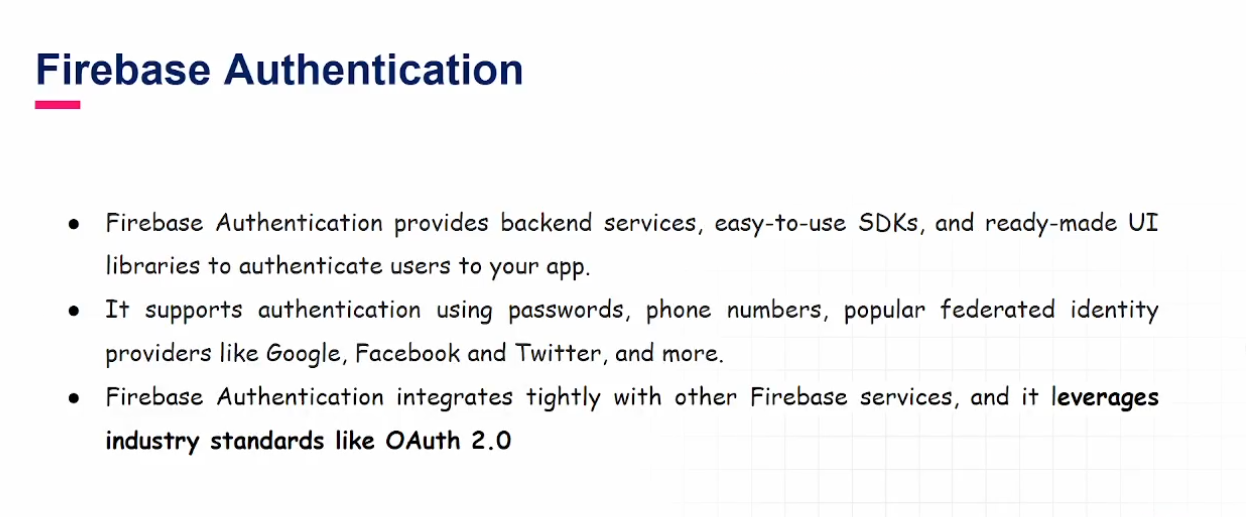 Firebase Authentication
● Firebase Authentication provides backend services, easy-to-use SDKs, and ready-made UI
libraries to authenticate users to your app.
● It supports authentication using passwords, phone numbers, popular federated identity
providers like Google, Facebook and Twitter, and more.
● Firebase Authentication integrates tightly with other Firebase services, and it leverages
industry standards like OAuth 2.0